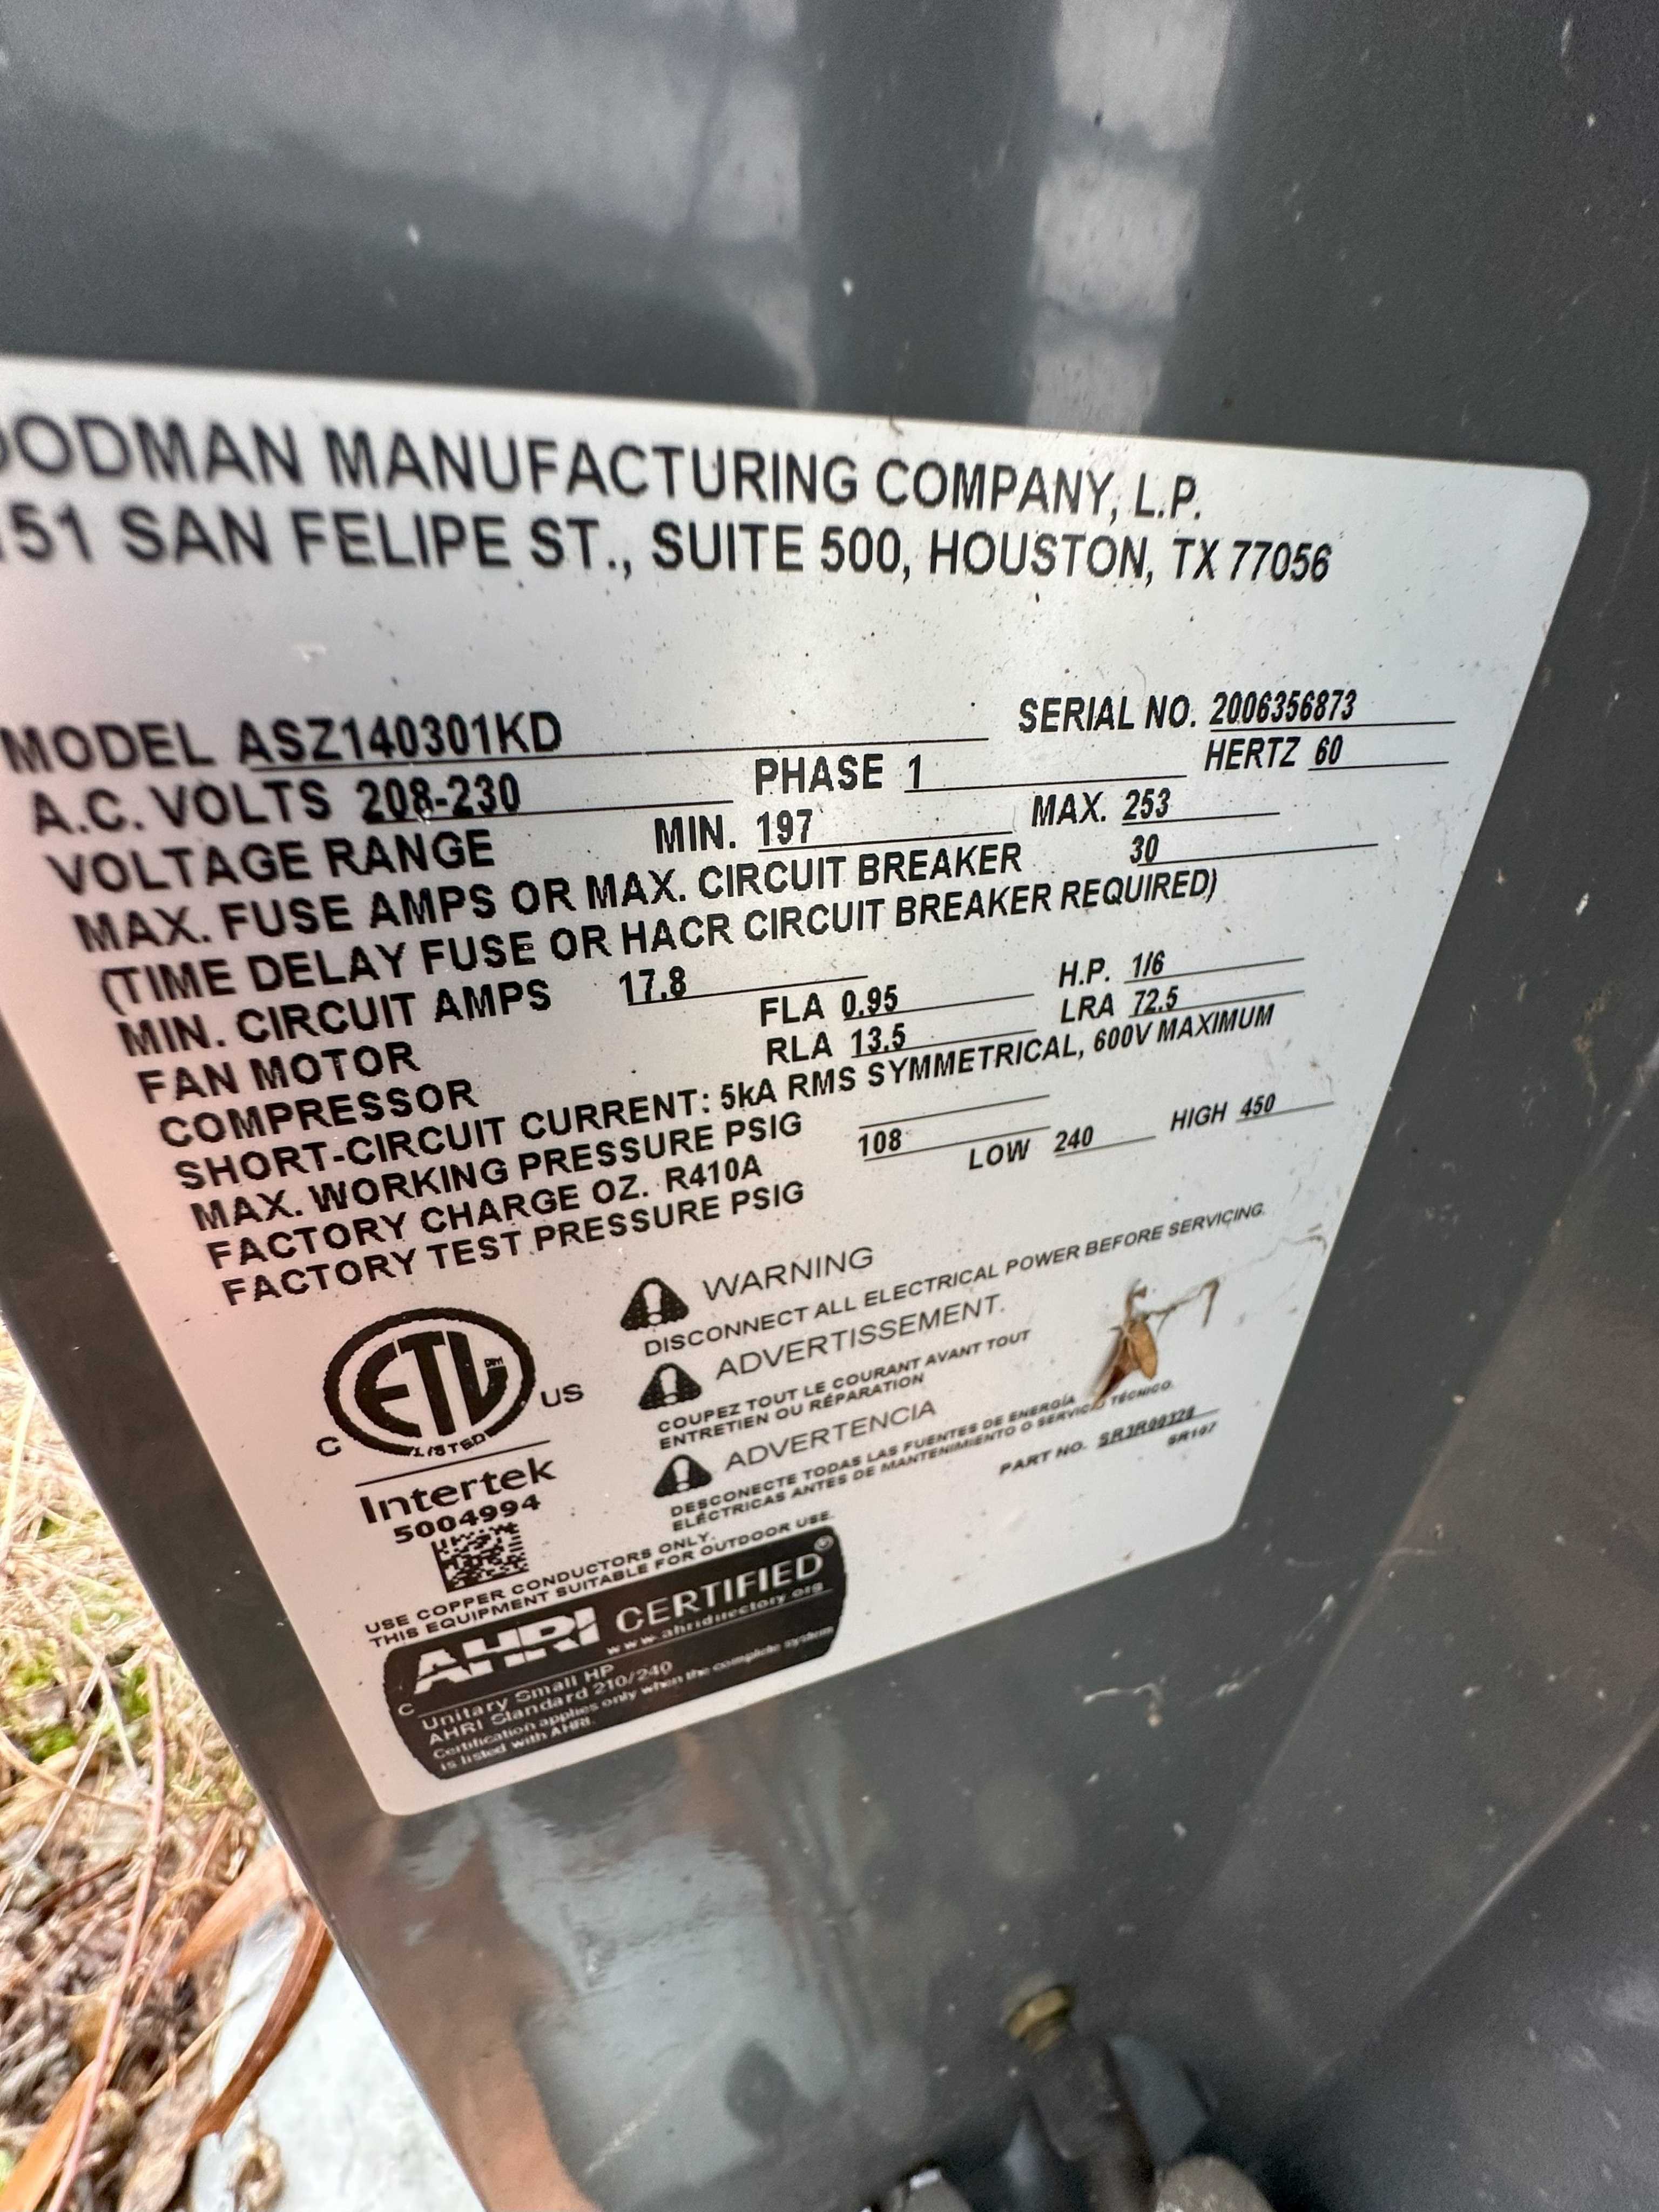 OODMAN MANUFACTURING COMPANY, L.P.
151 SAN FELIPE ST., SUITE 500, HOUSTON, TX 77056
MODEL ASZ140301KD SERIAL NO. 2006356873
A.C. VOLTS 208-230 PHASE 1 HERTZ 60
VOLTAGE RANGE MIN. 197 MAX. 253
MAX. FUSE AMPS OR MAX. CIRCUIT BREAKER 30
(TIME DELAY FUSE OR HACR CIRCUIT BREAKER REQUIRED)
MIN. CIRCUIT AMPS 17.8
FAN MOTOR FLA 0.95 H.P. 1/6
COMPRESSOR RLA 13.5 LRA 72.5
SHORT-CIRCUIT CURRENT: 5kA RMS SYMMETRICAL, 600V MAXIMUM
MAX. WORKING PRESSURE PSIG
FACTORY CHARGE OZ. R410A 108
FACTORY TEST PRESSURE PSIG LOW 240 HIGH 450
WARNING
DISCONNECT ALL ELECTRICAL POWER BEFORE SERVICING.
ADVERTISSEMENT.
COUPEZ TOUT LE COURANT AVANT TOUT
ENTRETIEN OU RÉPARATION
ADVERTENCIA
DESCONECTE TODAS LAS FUENTES DE ENERGÍA
ELÉCTRICAS ANTES DE MANTENIMIENTO O SERVICIO TÉCNICO.
PART NO.
SR197
C ETL US
LISTED
Intertek
5004994
USE COPPER CONDUCTORS ONLY.
THIS EQUIPMENT SUITABLE FOR OUTDOOR USE.
AHRI CERTIFIED®
www.ahridirectory.org
C Unitary Small HP
AHRI Standard 210/240
Certification applies only when the complete system
is listed with AHRI.